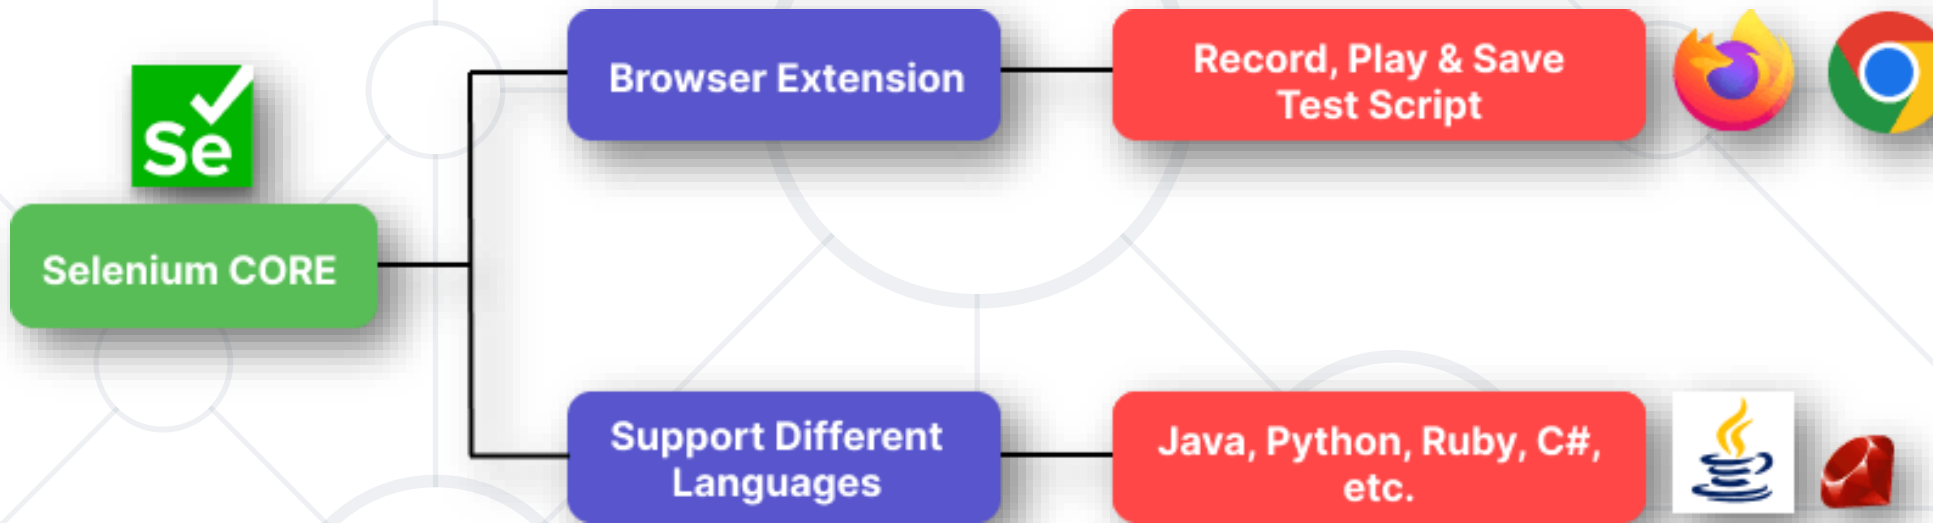 Se
Selenium CORE
Browser Extension
Record, Play & Save
Test Script
Support Different
Languages
Java, Python, Ruby, C#,
etc.